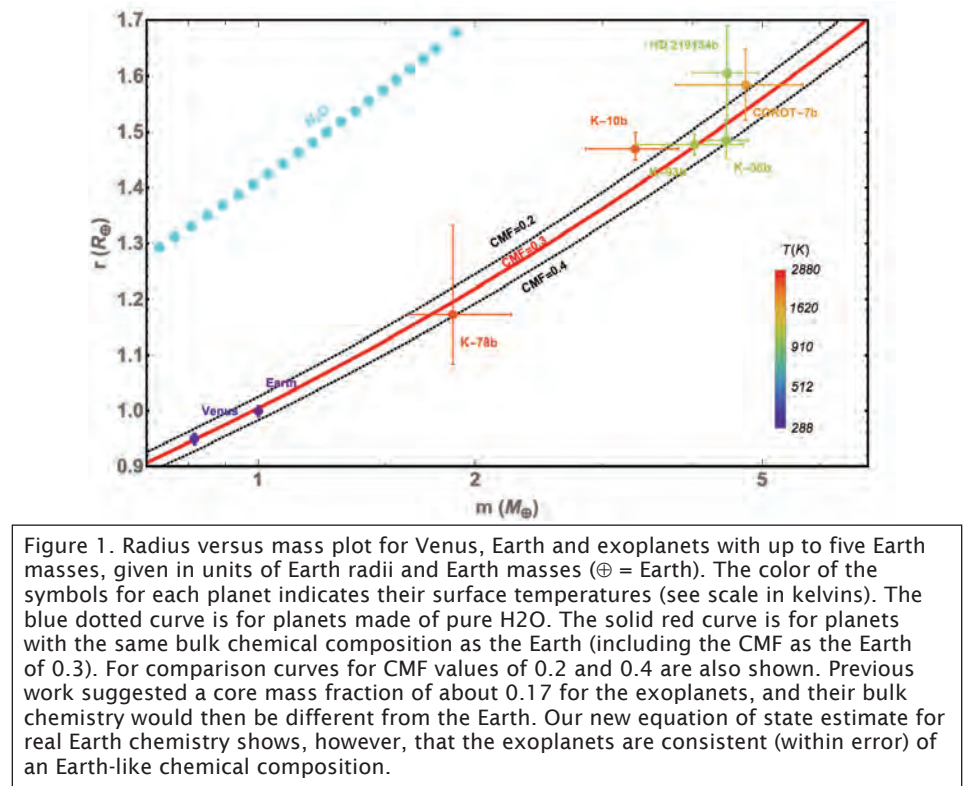 1.7
1.6
1.5
1.4
1.3
1.2
1.1
1.0
0.9
r (R⊕)
H₂O
HD 219134b
COROT-7b
K-10b
K-93b
CMF=0.2
CMF=0.3
CMF=0.4
K-78b
Earth
Venus
T(K)
2880
1620
910
512
288
1
2
5
m (M⊕)
Figure 1. Radius versus mass plot for Venus, Earth and exoplanets with up to five Earth
masses, given in units of Earth radii and Earth masses (⊕ = Earth). The color of the
symbols for each planet indicates their surface temperatures (see scale in kelvins). The
blue dotted curve is for planets made of pure H2O. The solid red curve is for planets
with the same bulk chemical composition as the Earth (including the CMF as the Earth
of 0.3). For comparison curves for CMF values of 0.2 and 0.4 are also shown. Previous
work suggested a core mass fraction of about 0.17 for the exoplanets, and their bulk
chemistry would then be different from the Earth. Our new equation of state estimate for
real Earth chemistry shows, however, that the exoplanets are consistent (within error) of
an Earth-like chemical composition.